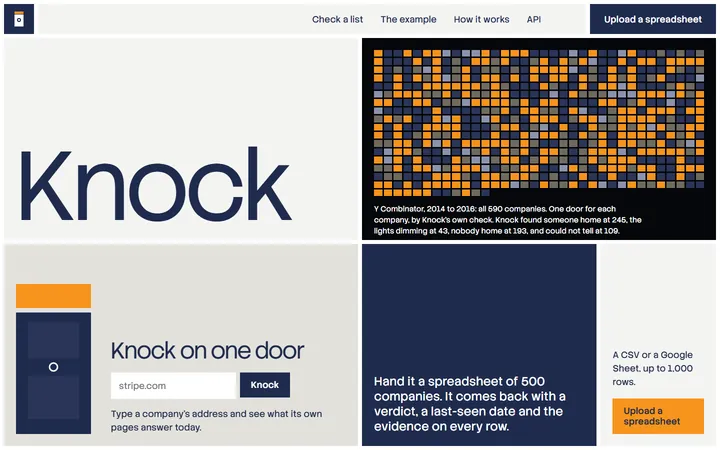 Check a list
The example
How it works
API
Upload a spreadsheet
Knock
Y Combinator, 2014 to 2016: all 590 companies. One door for each
company, by Knock's own check. Knock found someone home at 245, the
lights dimming at 43, nobody home at 193, and could not tell at 109.
Knock on one door
stripe.com
Knock
Type a company's address and see what its own
pages answer today.
Hand it a spreadsheet of 500
companies. It comes back with a
verdict, a last-seen date and the
evidence on every row.
A CSV or a Google
Sheet, up to 1,000
rows.
Upload a
spreadsheet